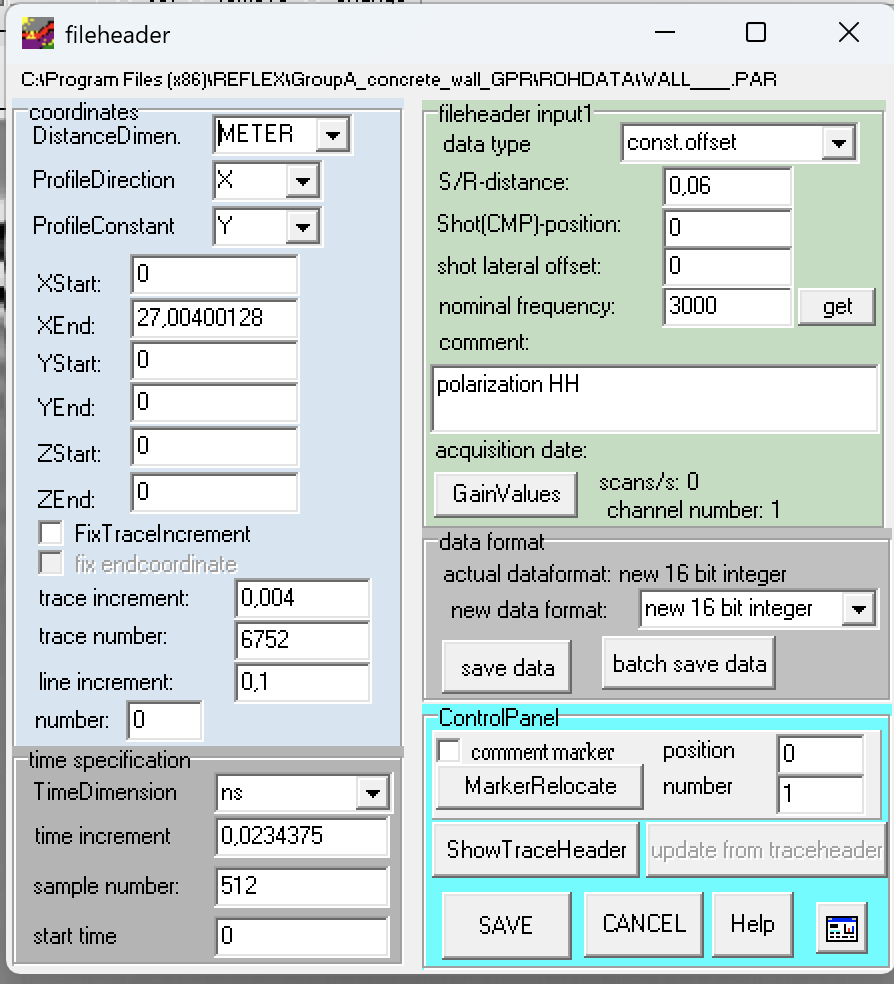 fileheader
C:\Program Files (x86)\REFLEX\GroupA_concrete_wall_GPR\ROHDATA\WALL____.PAR
coordinates
DistanceDimen. METER
ProfileDirection X
ProfileConstant Y
XStart: 0
XEnd: 27,00400128
YStart: 0
YEnd: 0
ZStart: 0
ZEnd: 0
FixTraceIncrement
fix endcoordinate
trace increment: 0,004
trace number: 6752
line increment: 0,1
number: 0
time specification
TimeDimension ns
time increment 0,0234375
sample number: 512
start time 0
fileheader input1
data type const.offset
S/R-distance: 0,06
Shot(CMP)-position: 0
shot lateral offset: 0
nominal frequency: 3000 get
comment:
polarization HH
acquisition date:
GainValues scans/s: 0
channel number: 1
data format
actual dataformat: new 16 bit integer
new data format: new 16 bit integer
save data batch save data
ControlPanel
comment marker position 0
MarkerRelocate number 1
ShowTraceHeader update from traceheader
SAVE CANCEL Help